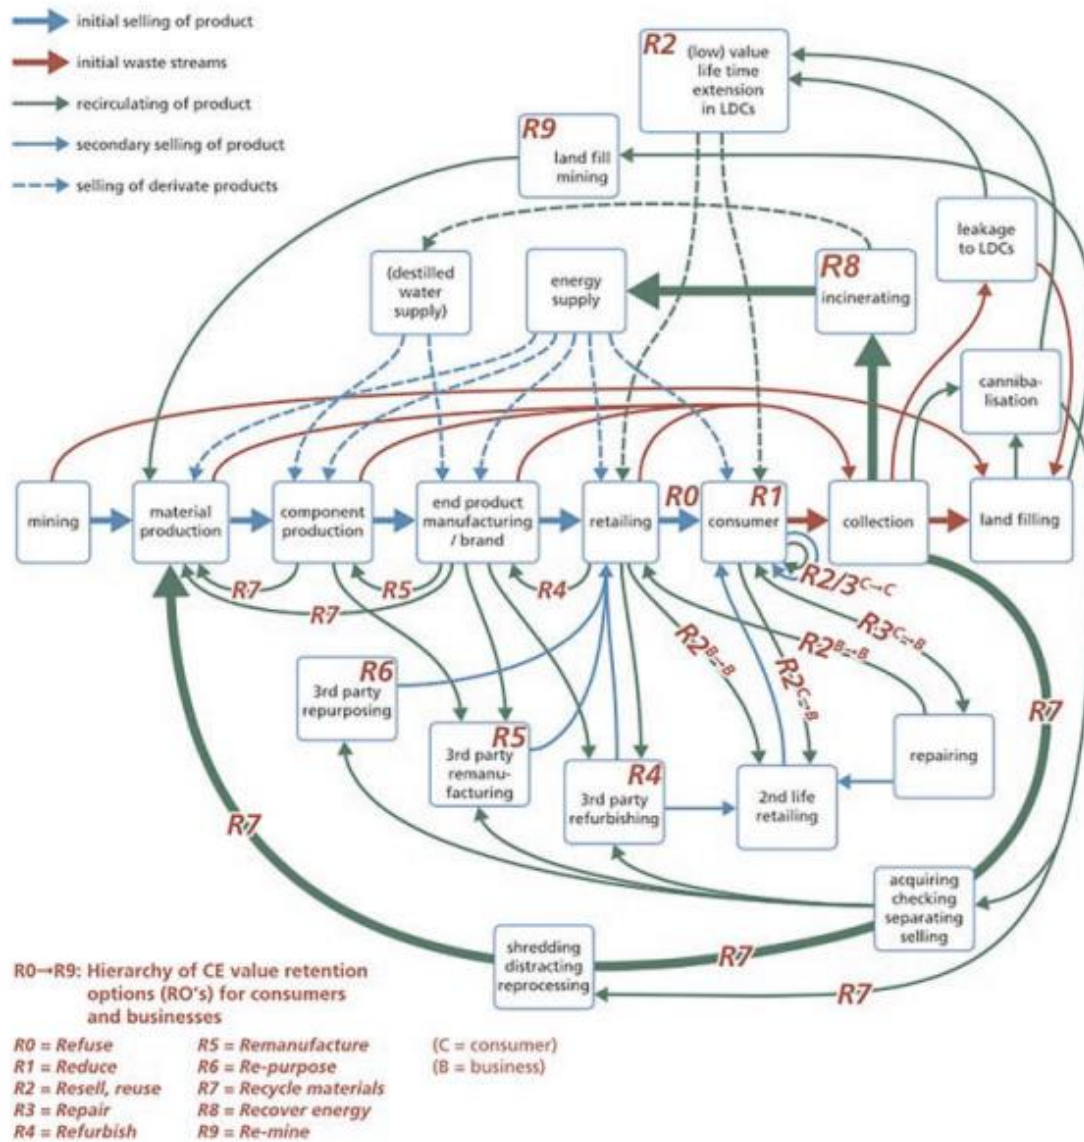 initial selling of product
initial waste streams
recirculating of product
secondary selling of product
selling of derivate products
R2 (low) value
life time
extension
in LDCs
R9
land fill
mining
leakage
to LDCs
(destilled
water
supply)
energy
supply
R8
incinerating
canniba-
lisation
mining
material
production
component
production
end product
manufacturing
/ brand
retailing
R0
R1
consumer
collection
land filling
R7
R5
R4
R7
R2/3 C→C
R3 C→B
R2 B→B
R2 B→B
R2 C→B
R6
3rd party
repurposing
R5
3rd party
remanu-
facturing
R4
3rd party
refurbishing
2nd life
retailing
repairing
R7
R7
acquiring
checking
separating
selling
shredding
distracting
reprocessing
R7
R7
R0→R9: Hierarchy of CE value retention
options (RO's) for consumers
and businesses
R0 = Refuse
R1 = Reduce
R2 = Resell, reuse
R3 = Repair
R4 = Refurbish
R5 = Remanufacture
R6 = Re-purpose
R7 = Recycle materials
R8 = Recover energy
R9 = Re-mine
(C = consumer)
(B = business)